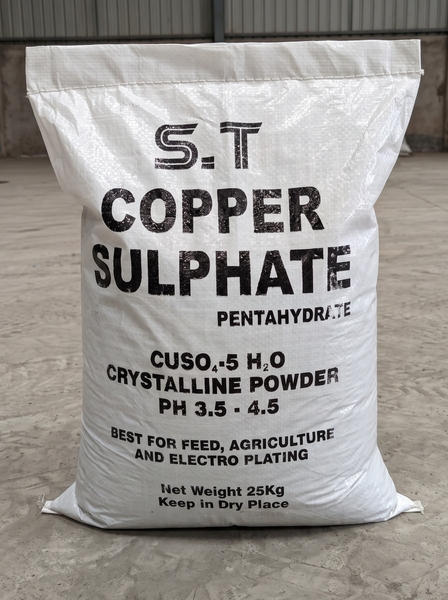 S.T
COPPER
SULPHATE
PENTAHYDRATE
CUSO₄-5 H₂O
CRYSTALLINE POWDER
PH 3.5 - 4.5
BEST FOR FEED, AGRICULTURE
AND ELECTRO PLATING
Net Weight 25Kg
Keep in Dry Place